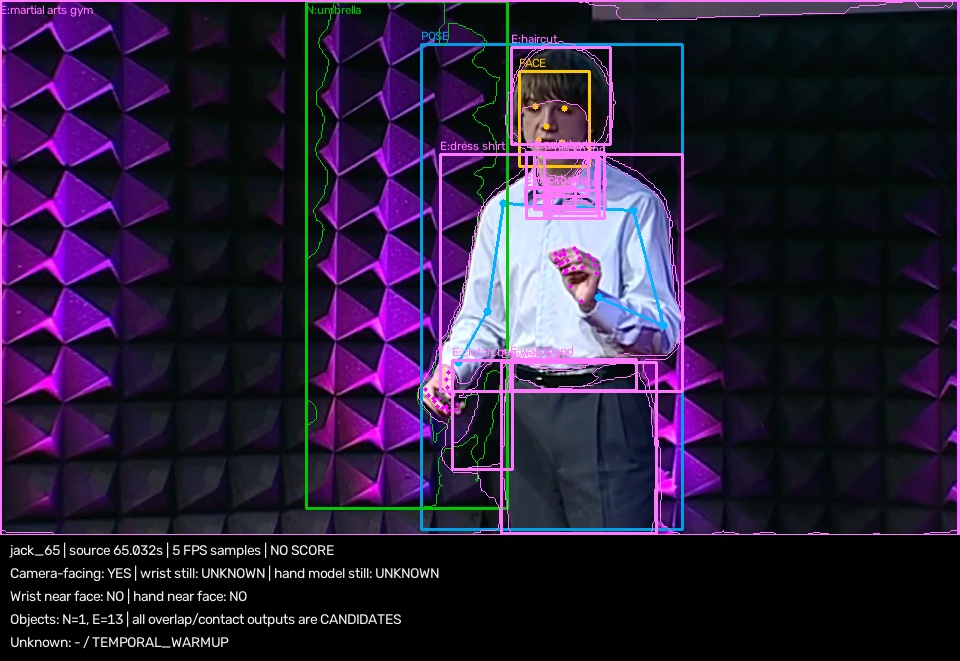 E:martial arts gym
N:umbrella
POSE
E:haircut
FACE
E:dress shirt
jack_65 | source 65.032s | 5 FPS samples | NO SCORE
Camera-facing: YES | wrist still: UNKNOWN | hand model still: UNKNOWN
Wrist near face: NO | hand near face: NO
Objects: N=1, E=13 | all overlap/contact outputs are CANDIDATES
Unknown: - / TEMPORAL_WARMUP